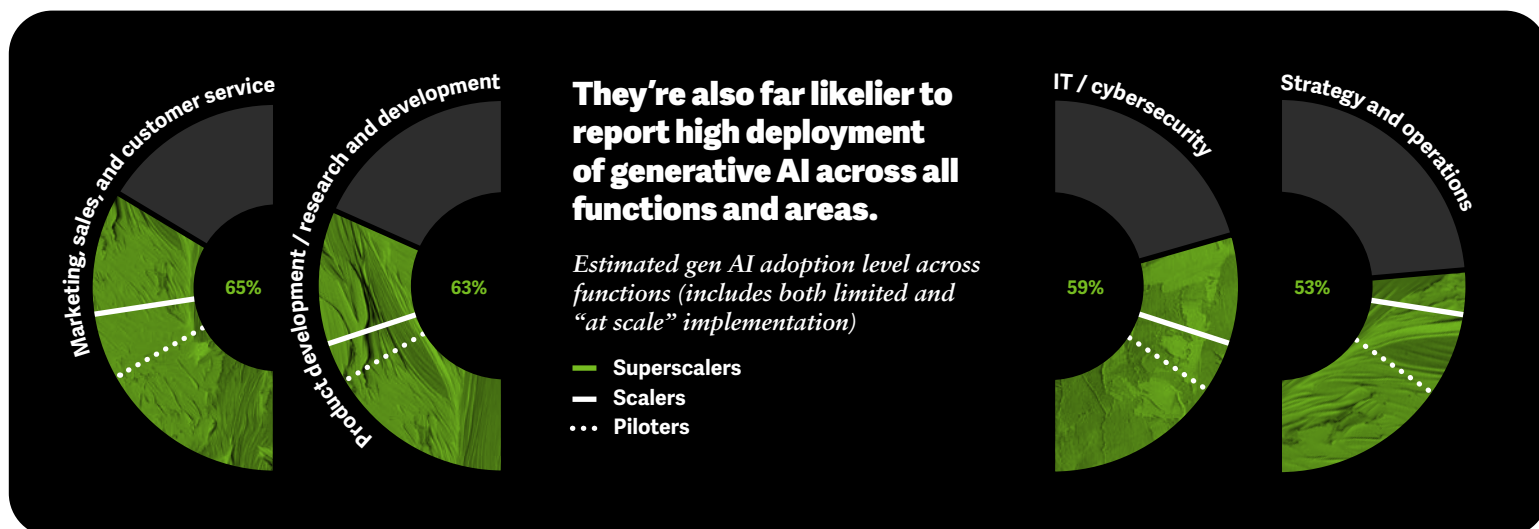 Marketing, sales, and customer service
65%
Product development / research and development
63%
They're also far likelier to
report high deployment
of generative AI across all
functions and areas.
Estimated gen AI adoption level across
functions (includes both limited and
“at scale” implementation)
Superscalers
Scalers
Piloters
IT / cybersecurity
59%
Strategy and operations
53%